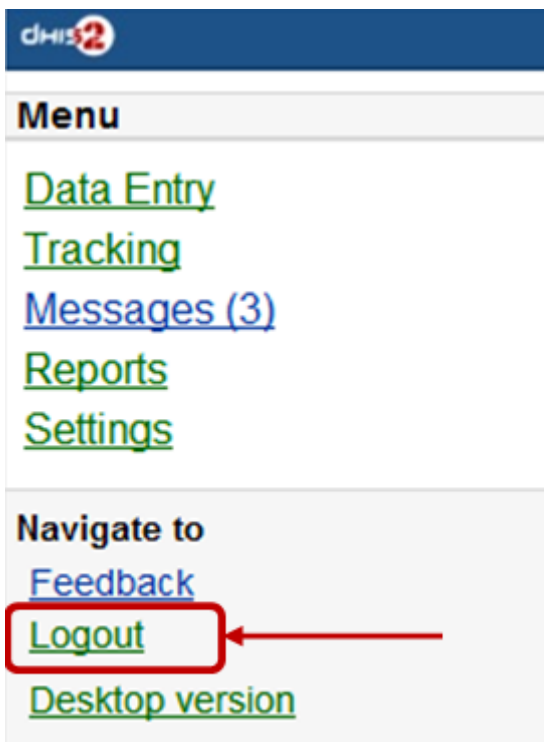 dHIS2
Menu
Data Entry
Tracking
Messages (3)
Reports
Settings
Navigate to
Feedback
Logout
Desktop version